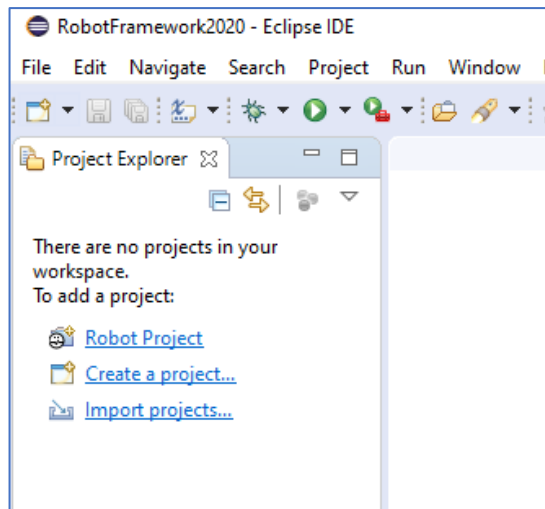 RobotFramework2020 - Eclipse IDE
File Edit Navigate Search Project Run Window
Project Explorer
There are no projects in your
workspace.
To add a project:
Robot Project
Create a project...
Import projects...